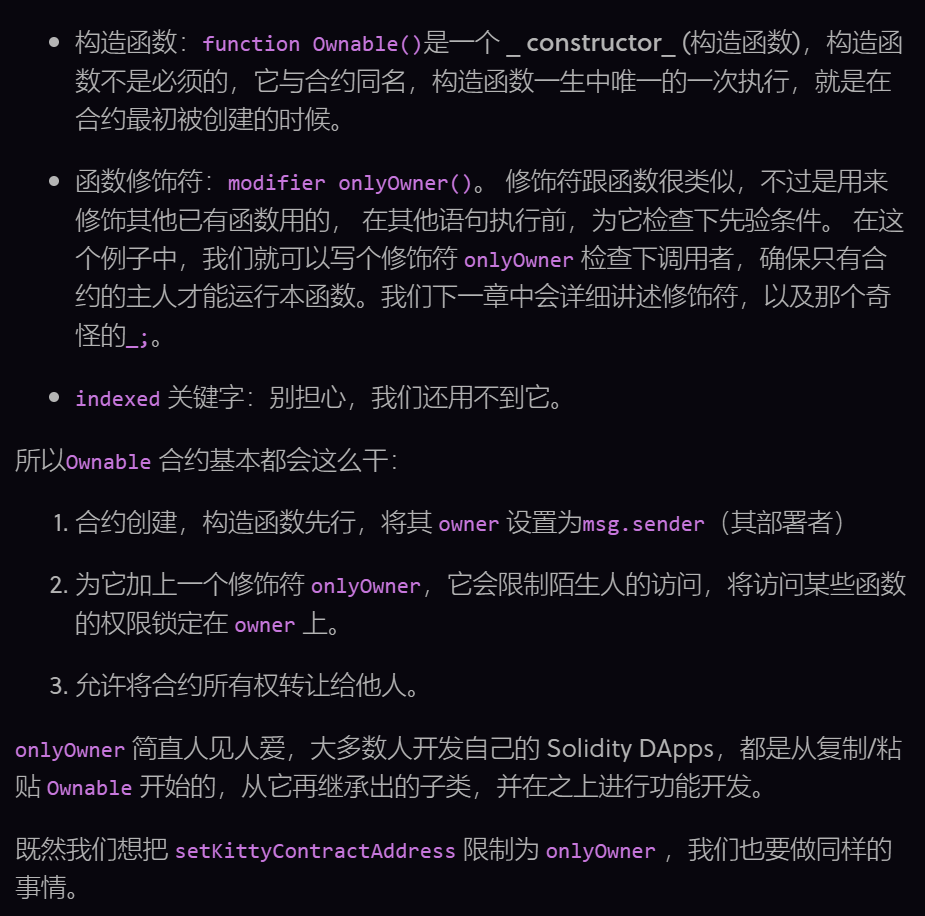 • 构造函数：function Ownable()是一个 _ constructor_ (构造函数)，构造函
数不是必须的，它与合约同名，构造函数一生中唯一的一次执行，就是在
合约最初被创建的时候。
• 函数修饰符：modifier onlyOwner()。 修饰符跟函数很类似，不过是用来
修饰其他已有函数用的， 在其他语句执行前，为它检查下先验条件。 在这
个例子中，我们就可以写个修饰符 onlyOwner 检查下调用者，确保只有合
约的主人才能运行本函数。我们下一章中会详细讲述修饰符，以及那个奇
怪的_;。
• indexed 关键字：别担心，我们还用不到它。
所以Ownable 合约基本都会这么干：
1. 合约创建，构造函数先行，将其 owner 设置为msg.sender（其部署者）
2. 为它加上一个修饰符 onlyOwner，它会限制陌生人的访问，将访问某些函数
的权限锁定在 owner 上。
3. 允许将合约所有权转让给他人。
onlyOwner 简直人见人爱，大多数人开发自己的 Solidity DApps，都是从复制/粘
贴 Ownable 开始的，从它再继承出的子类，并在之上进行功能开发。
既然我们想把 setKittyContractAddress 限制为 onlyOwner ，我们也要做同样的
事情。